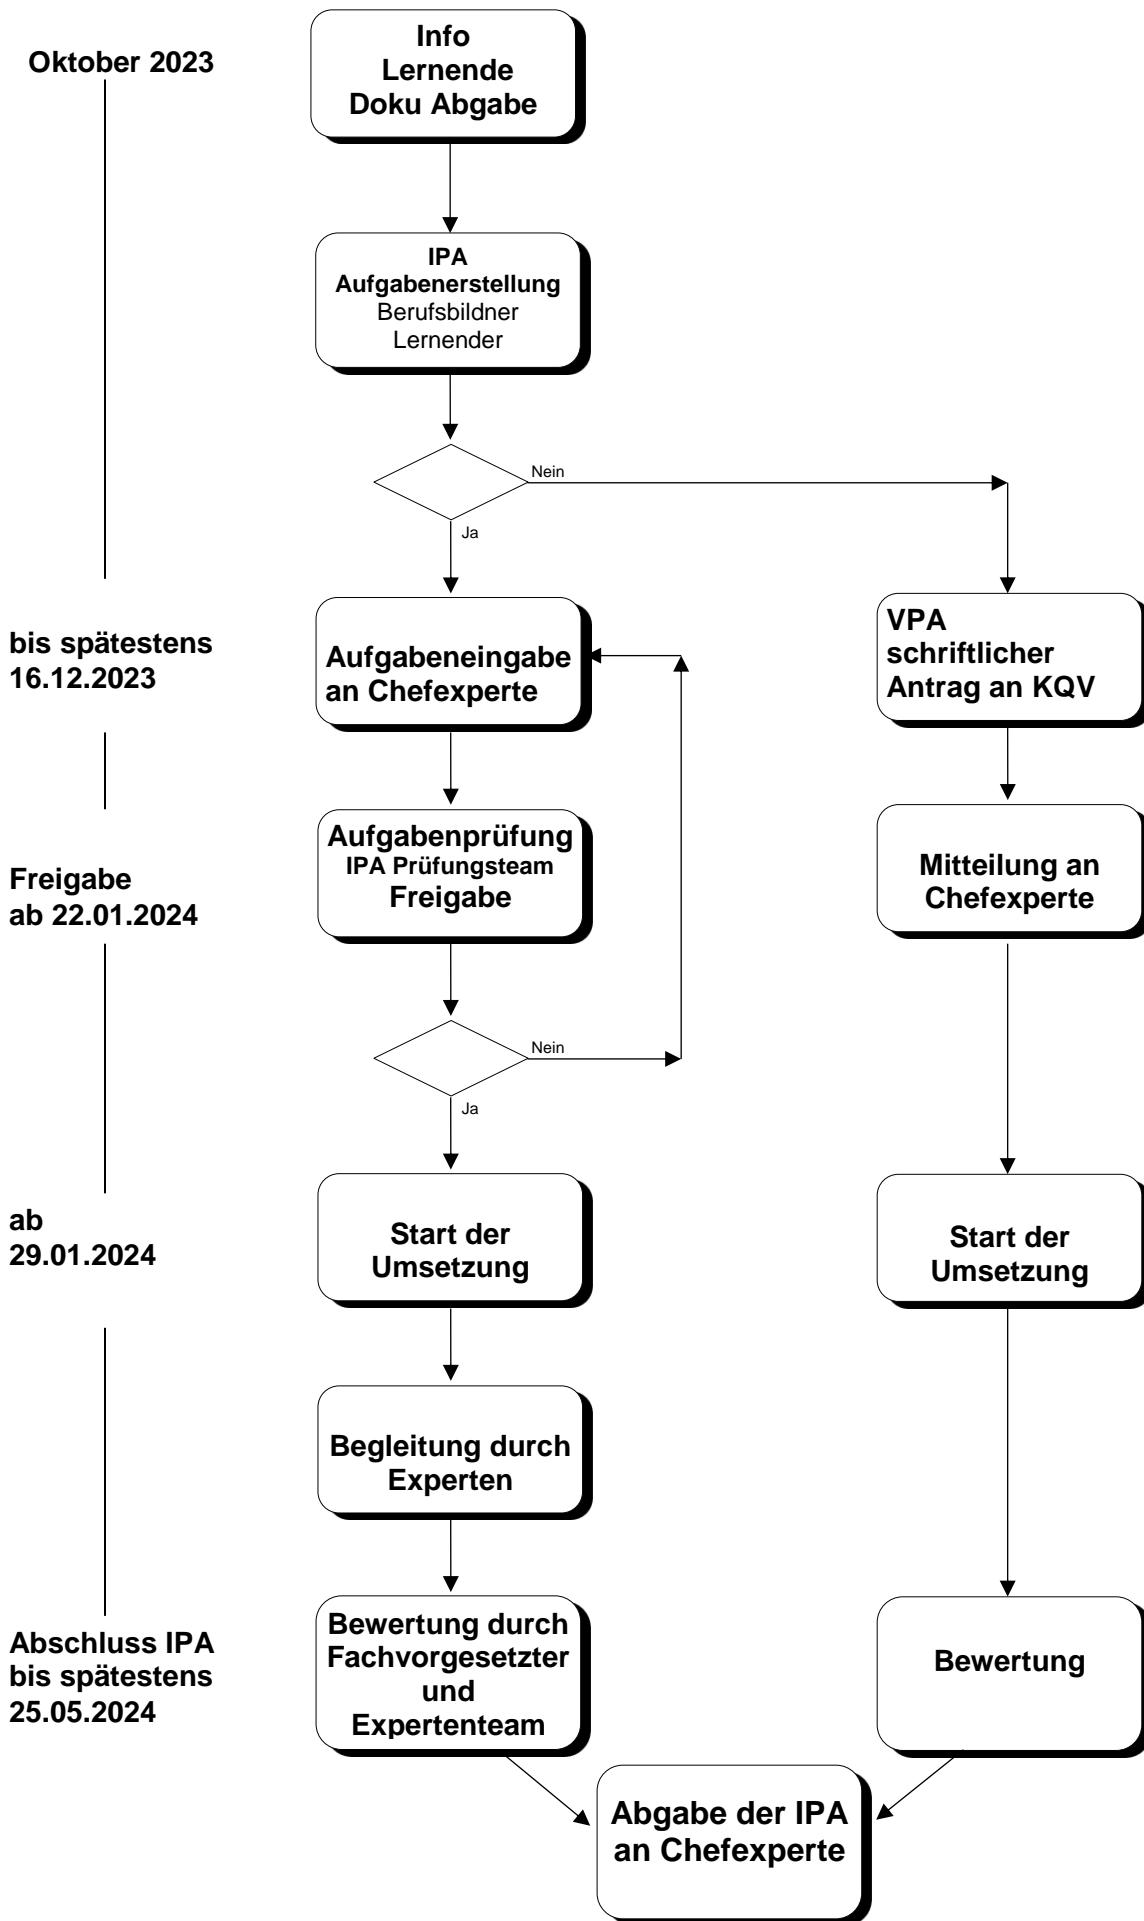 Oktober 2023
Info
Lernende
Doku Abgabe
IPA
Aufgabenerstellung
Berufsbildner
Lernender
Nein
Ja
bis spätestens
16.12.2023
Aufgabeneingabe
an Chefexperte
VPA
schriftlicher
Antrag an KQV
Freigabe
ab 22.01.2024
Aufgabenprüfung
IPA Prüfungsteam
Freigabe
Mitteilung an
Chefexperte
Nein
Ja
ab
29.01.2024
Start der
Umsetzung
Start der
Umsetzung
Begleitung durch
Experten
Abschluss IPA
bis spätestens
25.05.2024
Bewertung durch
Fachvorgesetzter
und
Expertenteam
Bewertung
Abgabe der IPA
an Chefexperte